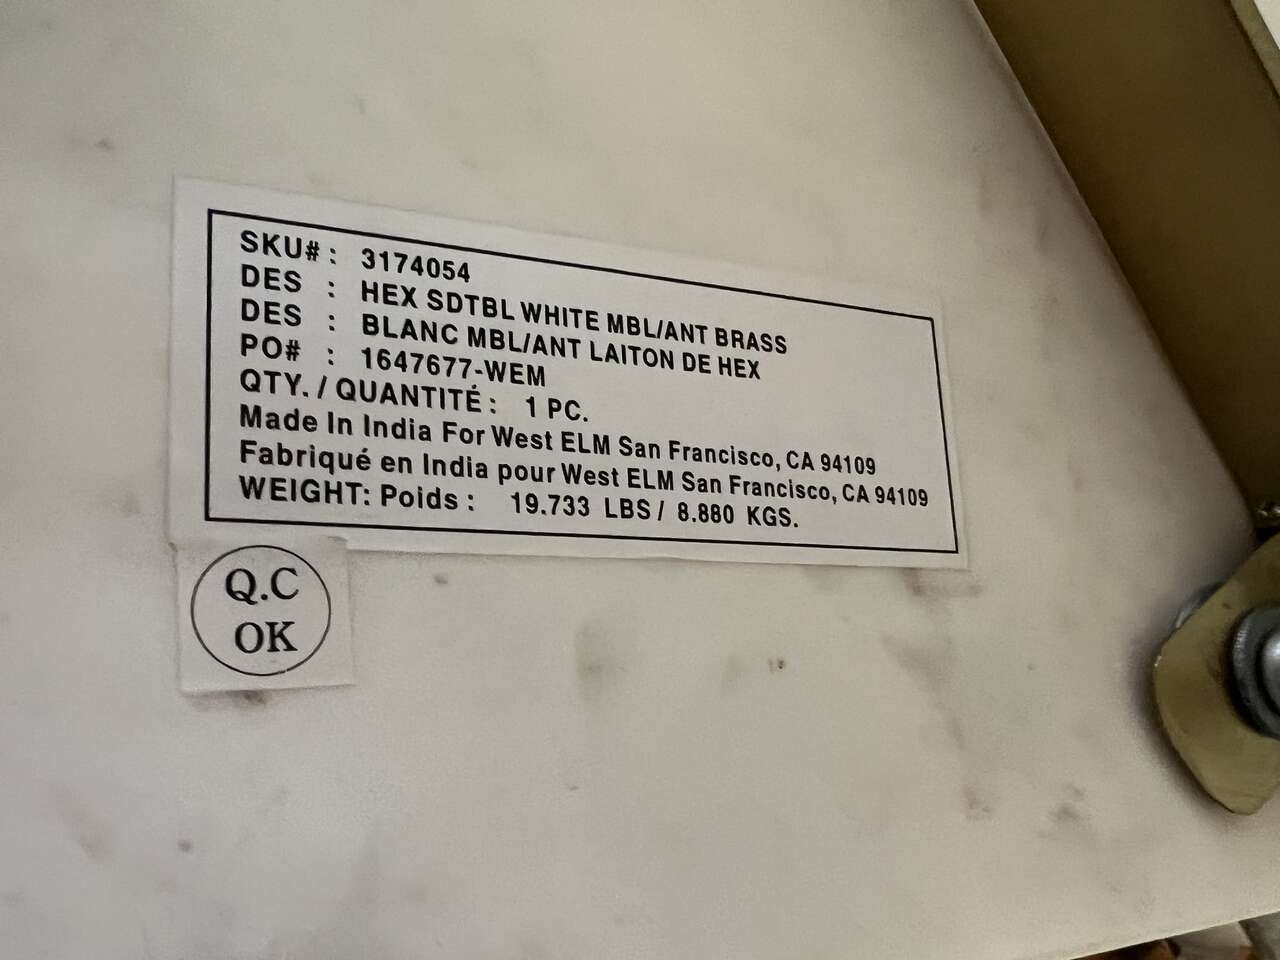 SKU# : 3174054
DES : HEX SDTBL WHITE MBL/ANT BRASS
DES : BLANC MBL/ANT LAITON DE HEX
PO# : 1647677-WEM
QTY. / QUANTITÉ : 1 PC.
Made In India For West ELM San Francisco, CA 94109
Fabriqué en India pour West ELM San Francisco, CA 94109
WEIGHT: Poids : 19.733 LBS / 8.880 KGS.
Q.C
OK